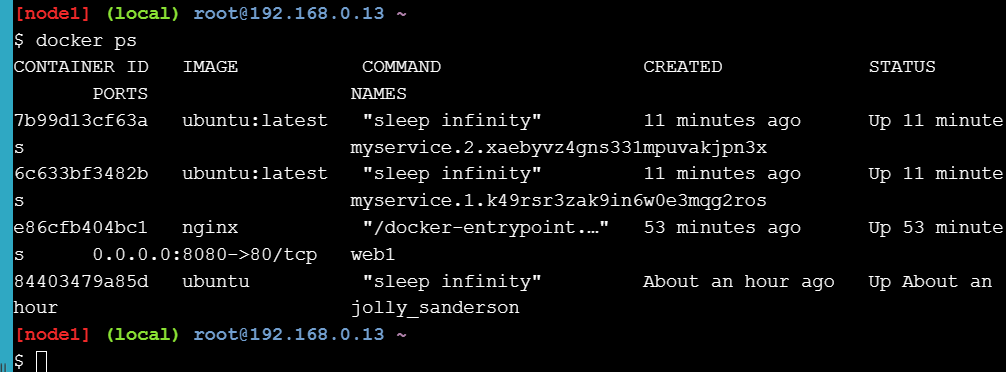 [node1] (local) root@192.168.0.13 ~
$ docker ps
CONTAINER ID   IMAGE           COMMAND                  CREATED             STATUS
       PORTS                  NAMES
7b99d13cf63a   ubuntu:latest   "sleep infinity"         11 minutes ago      Up 11 minute
s                             myservice.2.xaebyvz4gns331mpuvakjpn3x
6c633bf3482b   ubuntu:latest   "sleep infinity"         11 minutes ago      Up 11 minute
s                             myservice.1.k49rsr3zak9in6w0e3mqg2ros
e86cfb404bc1   nginx           "/docker-entrypoint.…"   53 minutes ago      Up 53 minute
s      0.0.0.0:8080->80/tcp   web1
84403479a85d   ubuntu          "sleep infinity"         About an hour ago   Up About an
hour                          jolly_sanderson
[node1] (local) root@192.168.0.13 ~
$